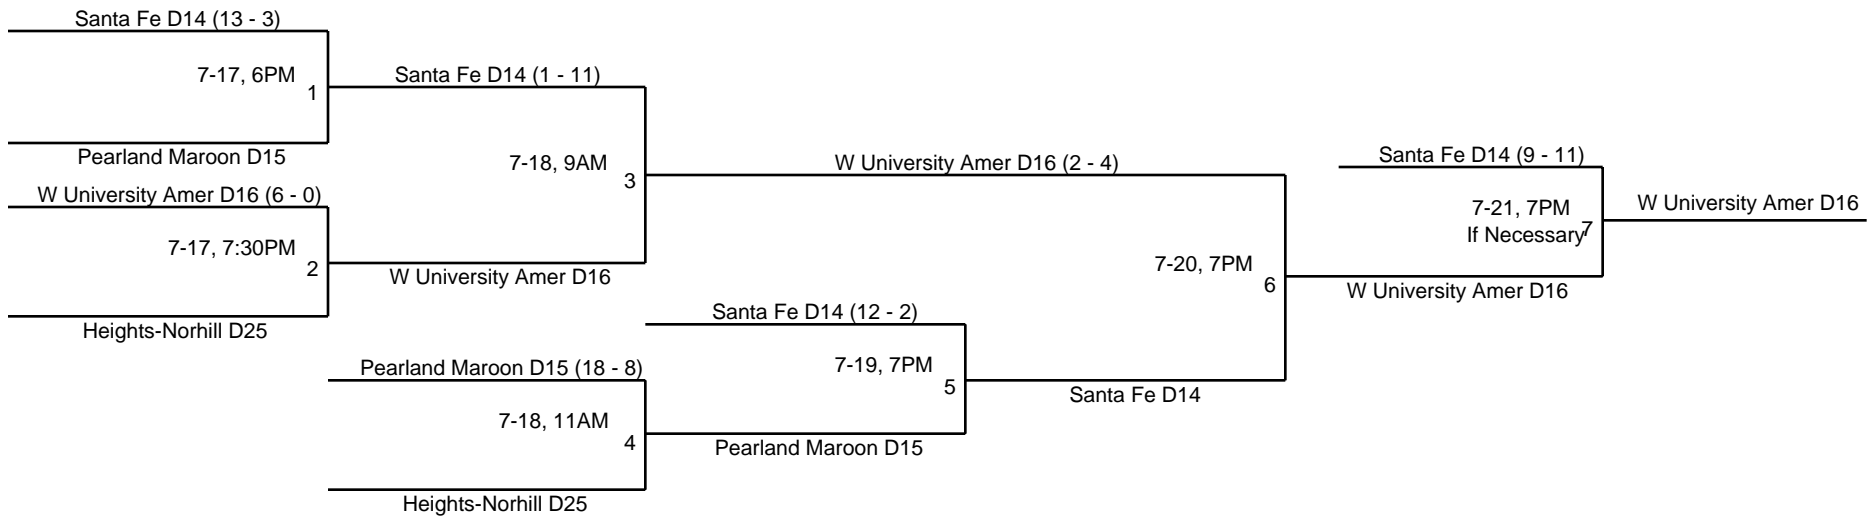 Santa Fe D14 (13 - 3)
7-17, 6PM
1
Pearland Maroon D15
W University Amer D16 (6 - 0)
7-17, 7:30PM
2
Heights-Norhill D25
Santa Fe D14 (1 - 11)
7-18, 9AM
3
W University Amer D16
Pearland Maroon D15 (18 - 8)
7-18, 11AM
4
Heights-Norhill D25
Santa Fe D14 (12 - 2)
7-19, 7PM
5
Pearland Maroon D15
W University Amer D16 (2 - 4)
7-20, 7PM
6
Santa Fe D14
Santa Fe D14 (9 - 11)
7-21, 7PM
If Necessary
7
W University Amer D16
W University Amer D16